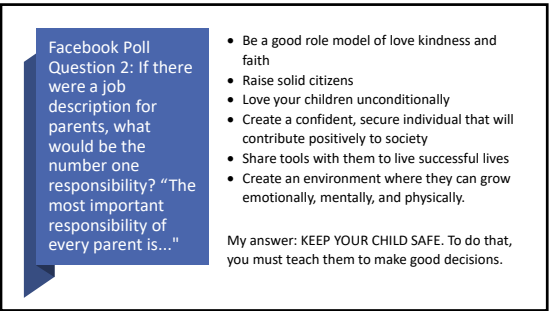 Facebook Poll
Question 2: If there
were a job
description for
parents, what
would be the
number one
responsibility? “The
most important
responsibility of
every parent is..."
• Be a good role model of love kindness and
faith
• Raise solid citizens
• Love your children unconditionally
• Create a confident, secure individual that will
contribute positively to society
• Share tools with them to live successful lives
• Create an environment where they can grow
emotionally, mentally, and physically.
My answer: KEEP YOUR CHILD SAFE. To do that,
you must teach them to make good decisions.